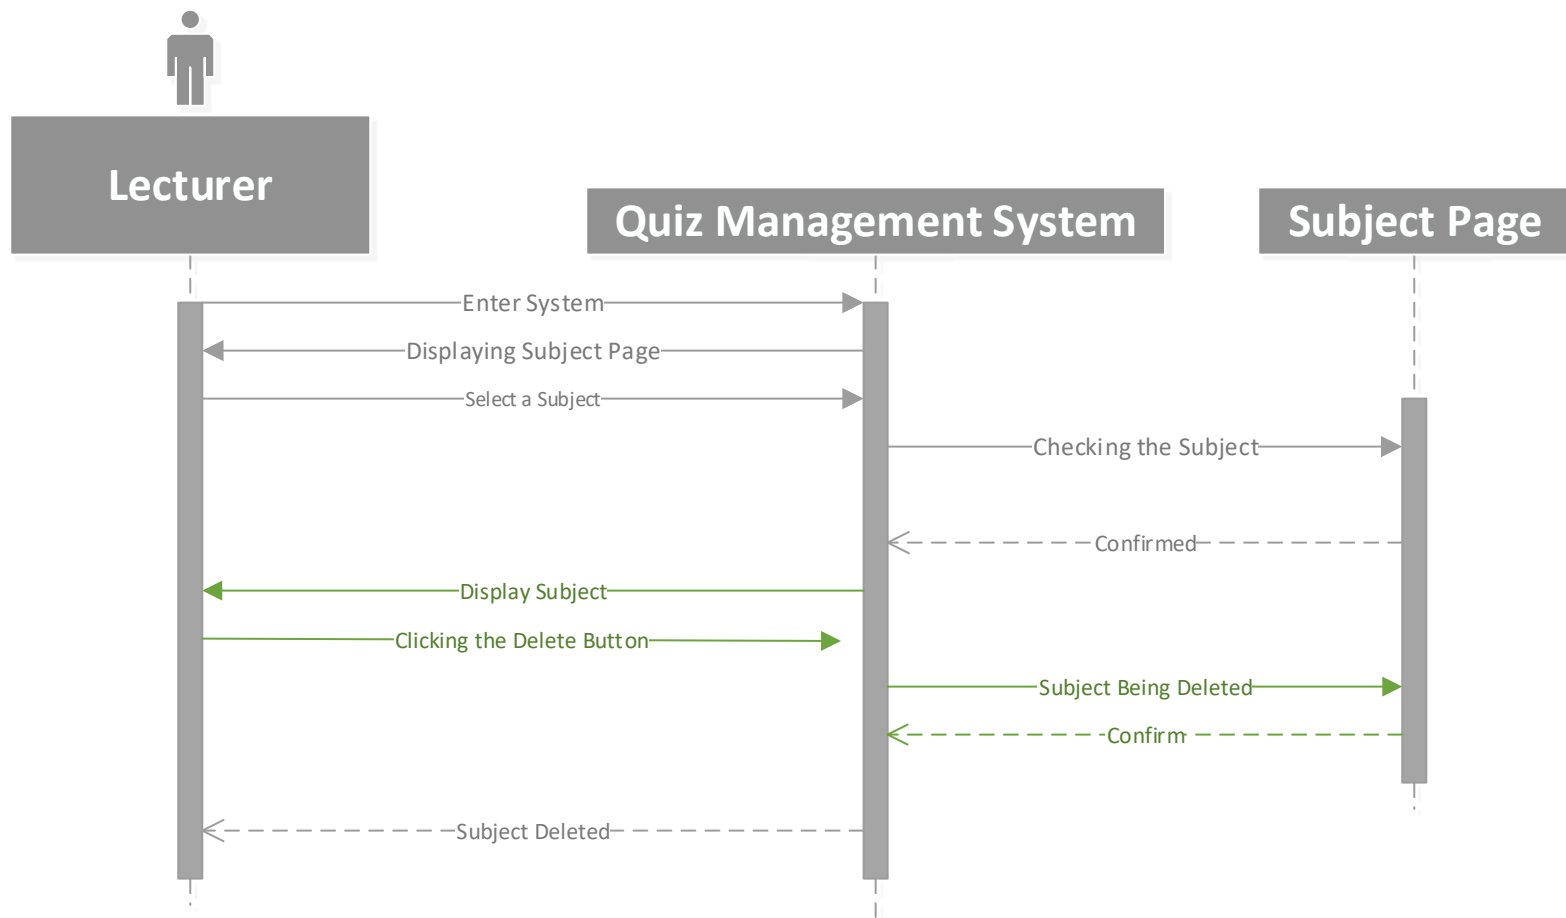 Lecturer
Quiz Management System
Subject Page
Enter System
Displaying Subject Page
Select a Subject
Checking the Subject
Confirmed
Display Subject
Clicking the Delete Button
Subject Being Deleted
Confirm
Subject Deleted